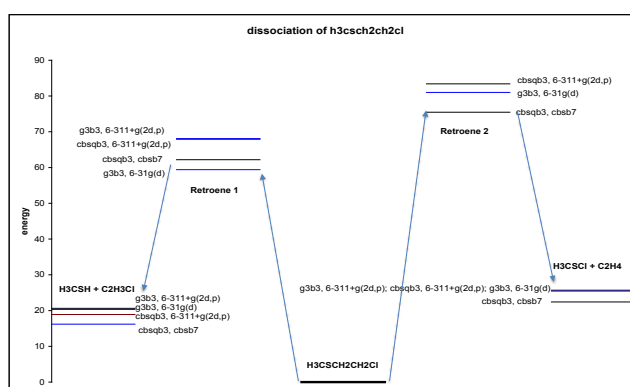 dissociation of h3csch2ch2cl
90
80
70
60
50
40
30
20
10
0
energy
g3b3, 6-311+g(2d,p)
cbsqb3, 6-311+g(2d,p)
cbsqb3, cbsb7
g3b3, 6-31g(d)
Retroene 1
cbsqb3, 6-311+g(2d,p)
g3b3, 6-31g(d)
cbsqb3, cbsb7
Retroene 2
H3CSH + C2H3Cl
g3b3, 6-311+g(2d,p)
g3b3, 6-31g(d)
cbsqb3, 6-311+g(2d,p)
cbsqb3, cbsb7
H3CSCl + C2H4
g3b3, 6-311+g(2d,p); cbsqb3, 6-311+g(2d,p); g3b3, 6-31g(d)
cbsqb3, cbsb7
H3CSCH2CH2Cl